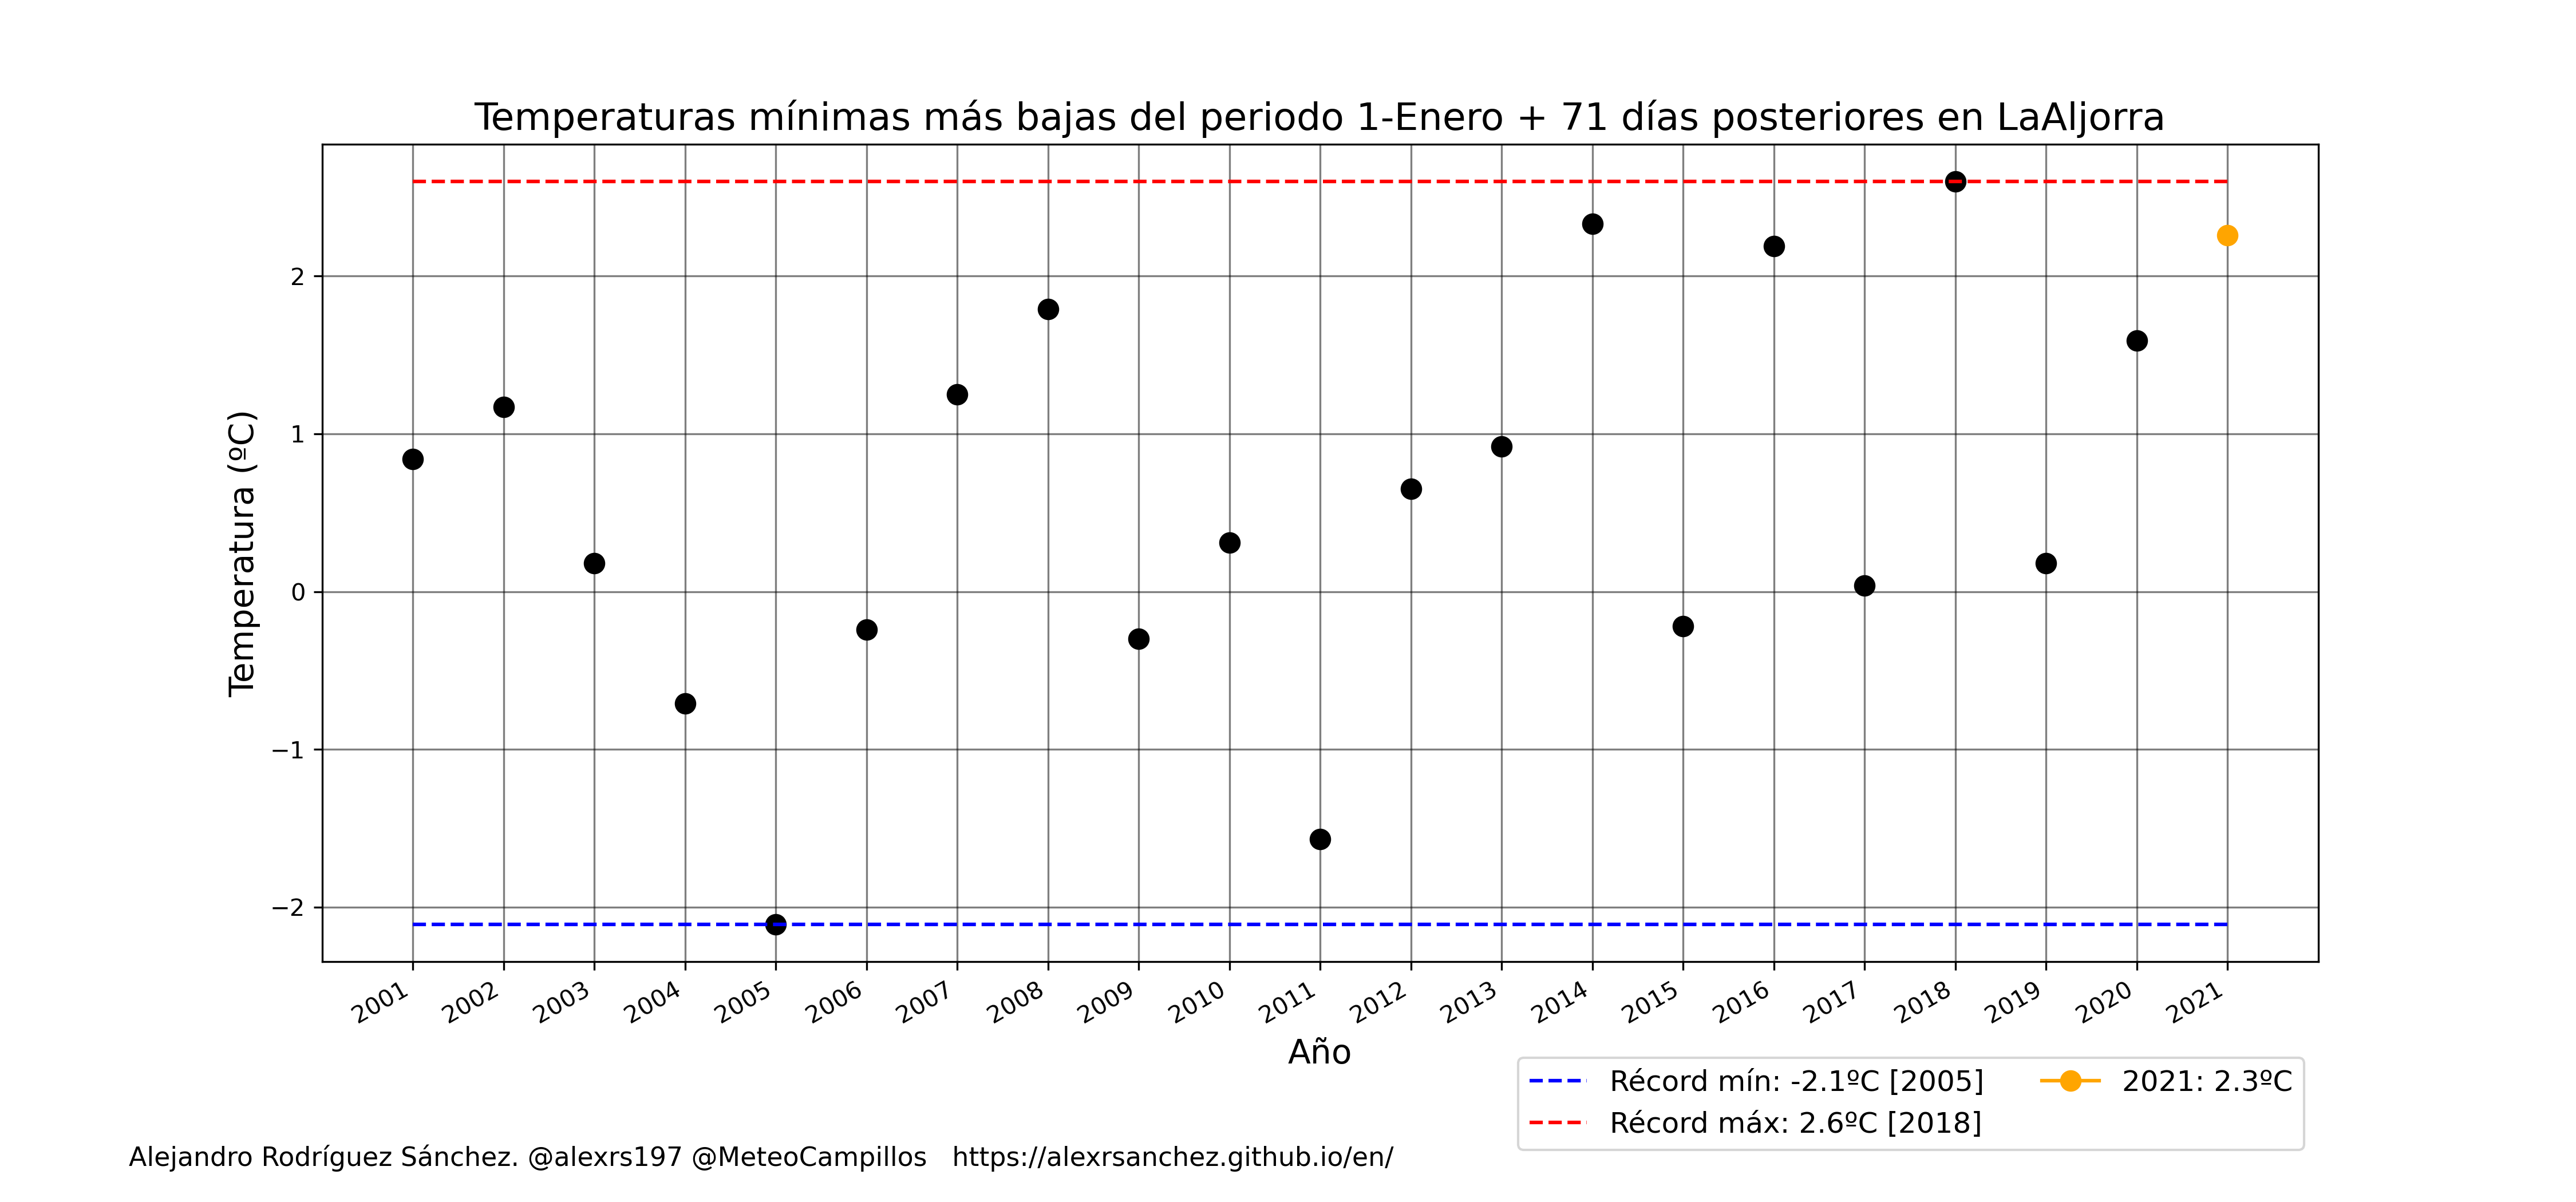 Temperaturas mínimas más bajas del periodo 1-Enero + 71 días posteriores en LaAljorra
Temperatura (ºC)
2
1
0
−1
−2
2001 2002 2003 2004 2005 2006 2007 2008 2009 2010 2011 2012 2013 2014 2015 2016 2017 2018 2019 2020 2021
Año
Récord mín: -2.1ºC [2005]
Récord máx: 2.6ºC [2018]
2021: 2.3ºC
Alejandro Rodríguez Sánchez. @alexrs197 @MeteoCampillos   https://alexrsanchez.github.io/en/